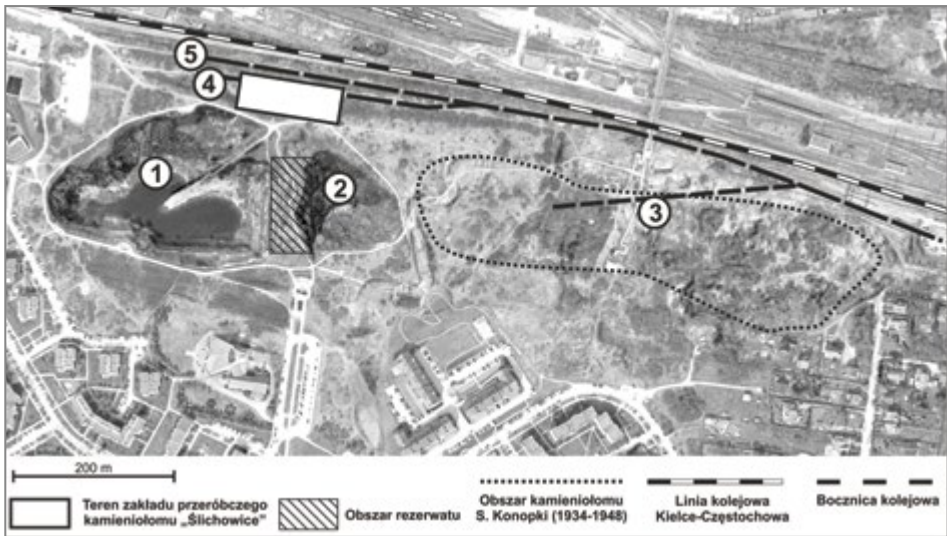 5
4
1
2
3
200 m
Teren zakładu przeróbczego
kamieniołomu „Ślichowice”
Obszar rezerwatu
Obszar kamieniołomu
S. Konopki (1934-1948)
Linia kolejowa
Kielce-Częstochowa
Bocznica kolejowa